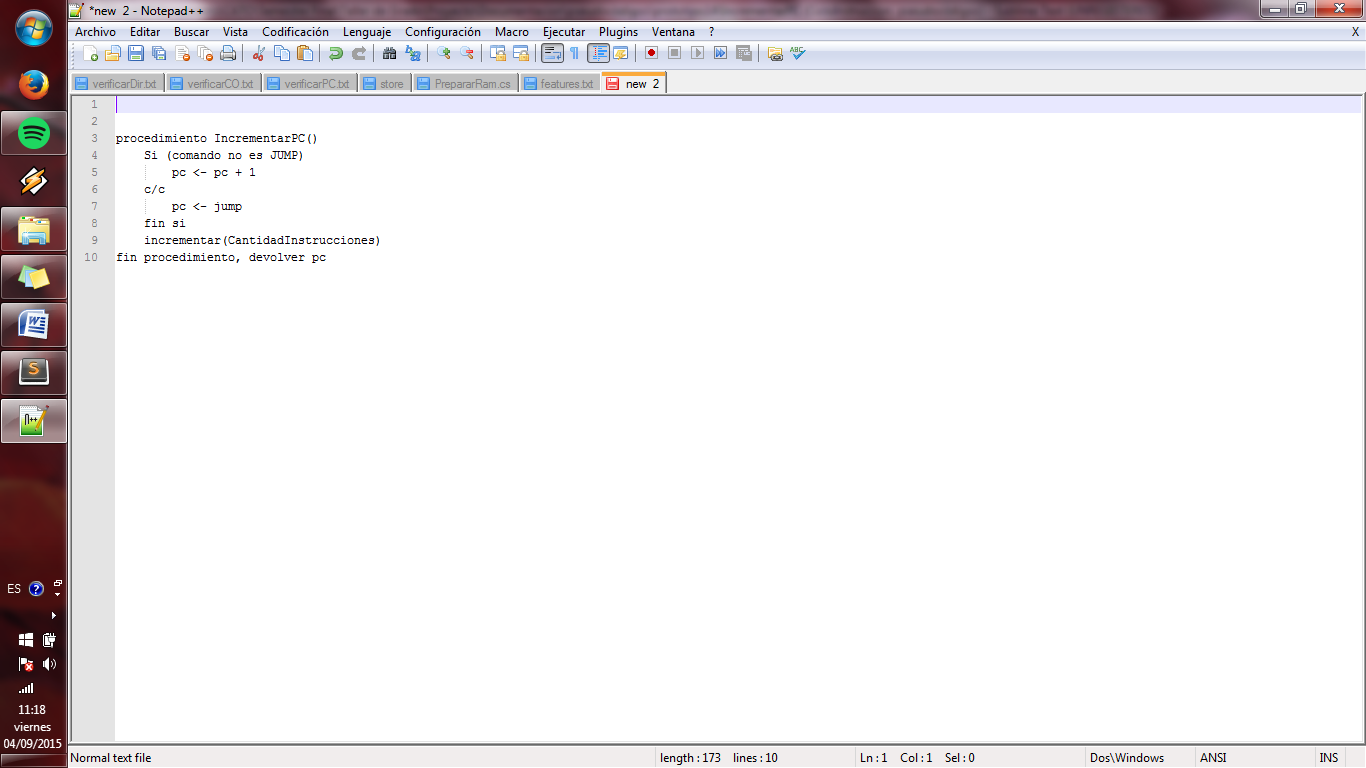 *new 2 - Notepad++
Archivo Editar Buscar Vista Codificación Lenguaje Configuración Macro Ejecutar Plugins Ventana ? X
verificarDir.txt verificarCO.txt verificarPC.txt store PrepararRam.cs features.txt new 2
1
2
3 procedimiento IncrementarPC()
4 Si (comando no es JUMP)
5 pc <- pc + 1
6 c/c
7 pc <- jump
8 fin si
9 incrementar(CantidadInstrucciones)
10 fin procedimiento, devolver pc
ES
11:18
viernes
04/09/2015
Normal text file length : 173 lines : 10 Ln : 1 Col : 1 Sel : 0 Dos\Windows ANSI INS